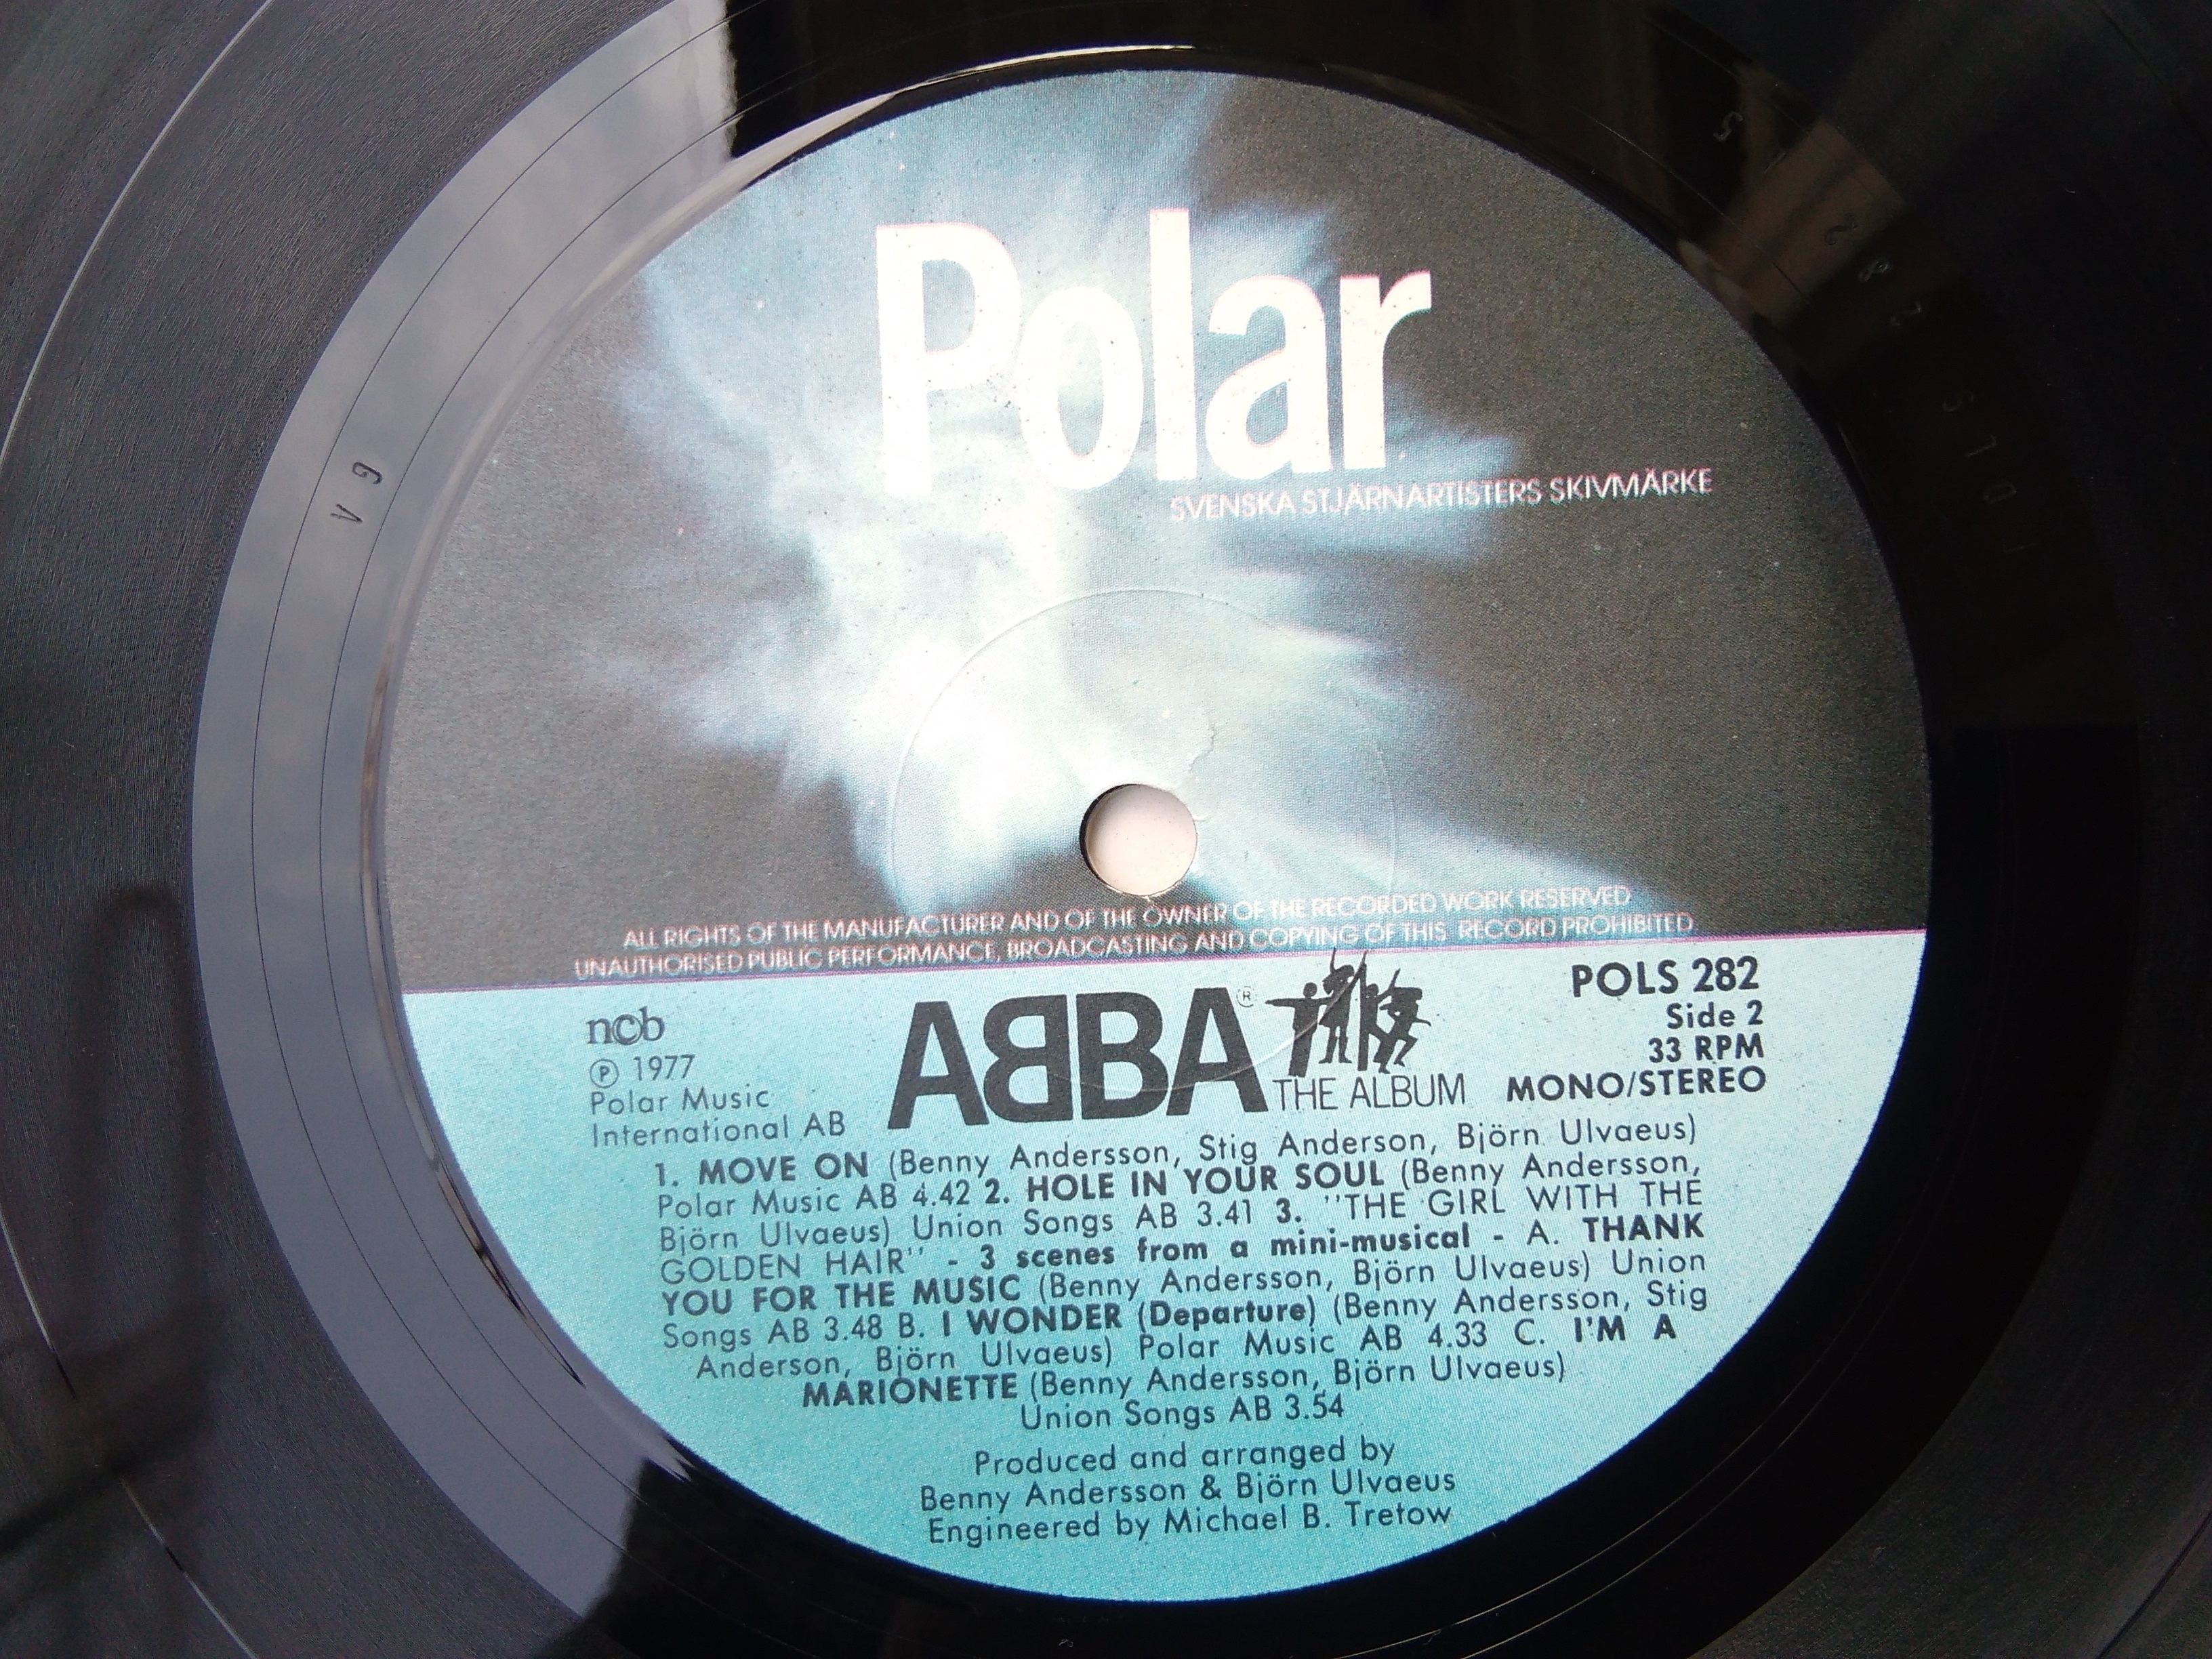 Polar
SVENSKA STJÄRNARTISTERS SKIVMÄRKE
ALL RIGHTS OF THE MANUFACTURER AND OF THE OWNER OF THE RECORDED WORK RESERVED
UNAUTHORISED PUBLIC PERFORMANCE, BROADCASTING AND COPYING OF THIS RECORD PROHIBITED
ncb
℗ 1977
Polar Music
International AB
ABBA®
THE ALBUM
POLS 282
Side 2
33 RPM
MONO/STEREO
1. MOVE ON (Benny Andersson, Stig Anderson, Björn Ulvaeus)
Polar Music AB 4.42 2. HOLE IN YOUR SOUL (Benny Andersson,
Björn Ulvaeus) Union Songs AB 3.41 3. "THE GIRL WITH THE
GOLDEN HAIR" - 3 scenes from a mini-musical - A. THANK
YOU FOR THE MUSIC (Benny Andersson, Björn Ulvaeus) Union
Songs AB 3.48 B. I WONDER (Departure) (Benny Andersson, Stig
Anderson, Björn Ulvaeus) Polar Music AB 4.33 C. I'M A
MARIONETTE (Benny Andersson, Björn Ulvaeus)
Union Songs AB 3.54
Produced and arranged by
Benny Andersson & Björn Ulvaeus
Engineered by Michael B. Tretow